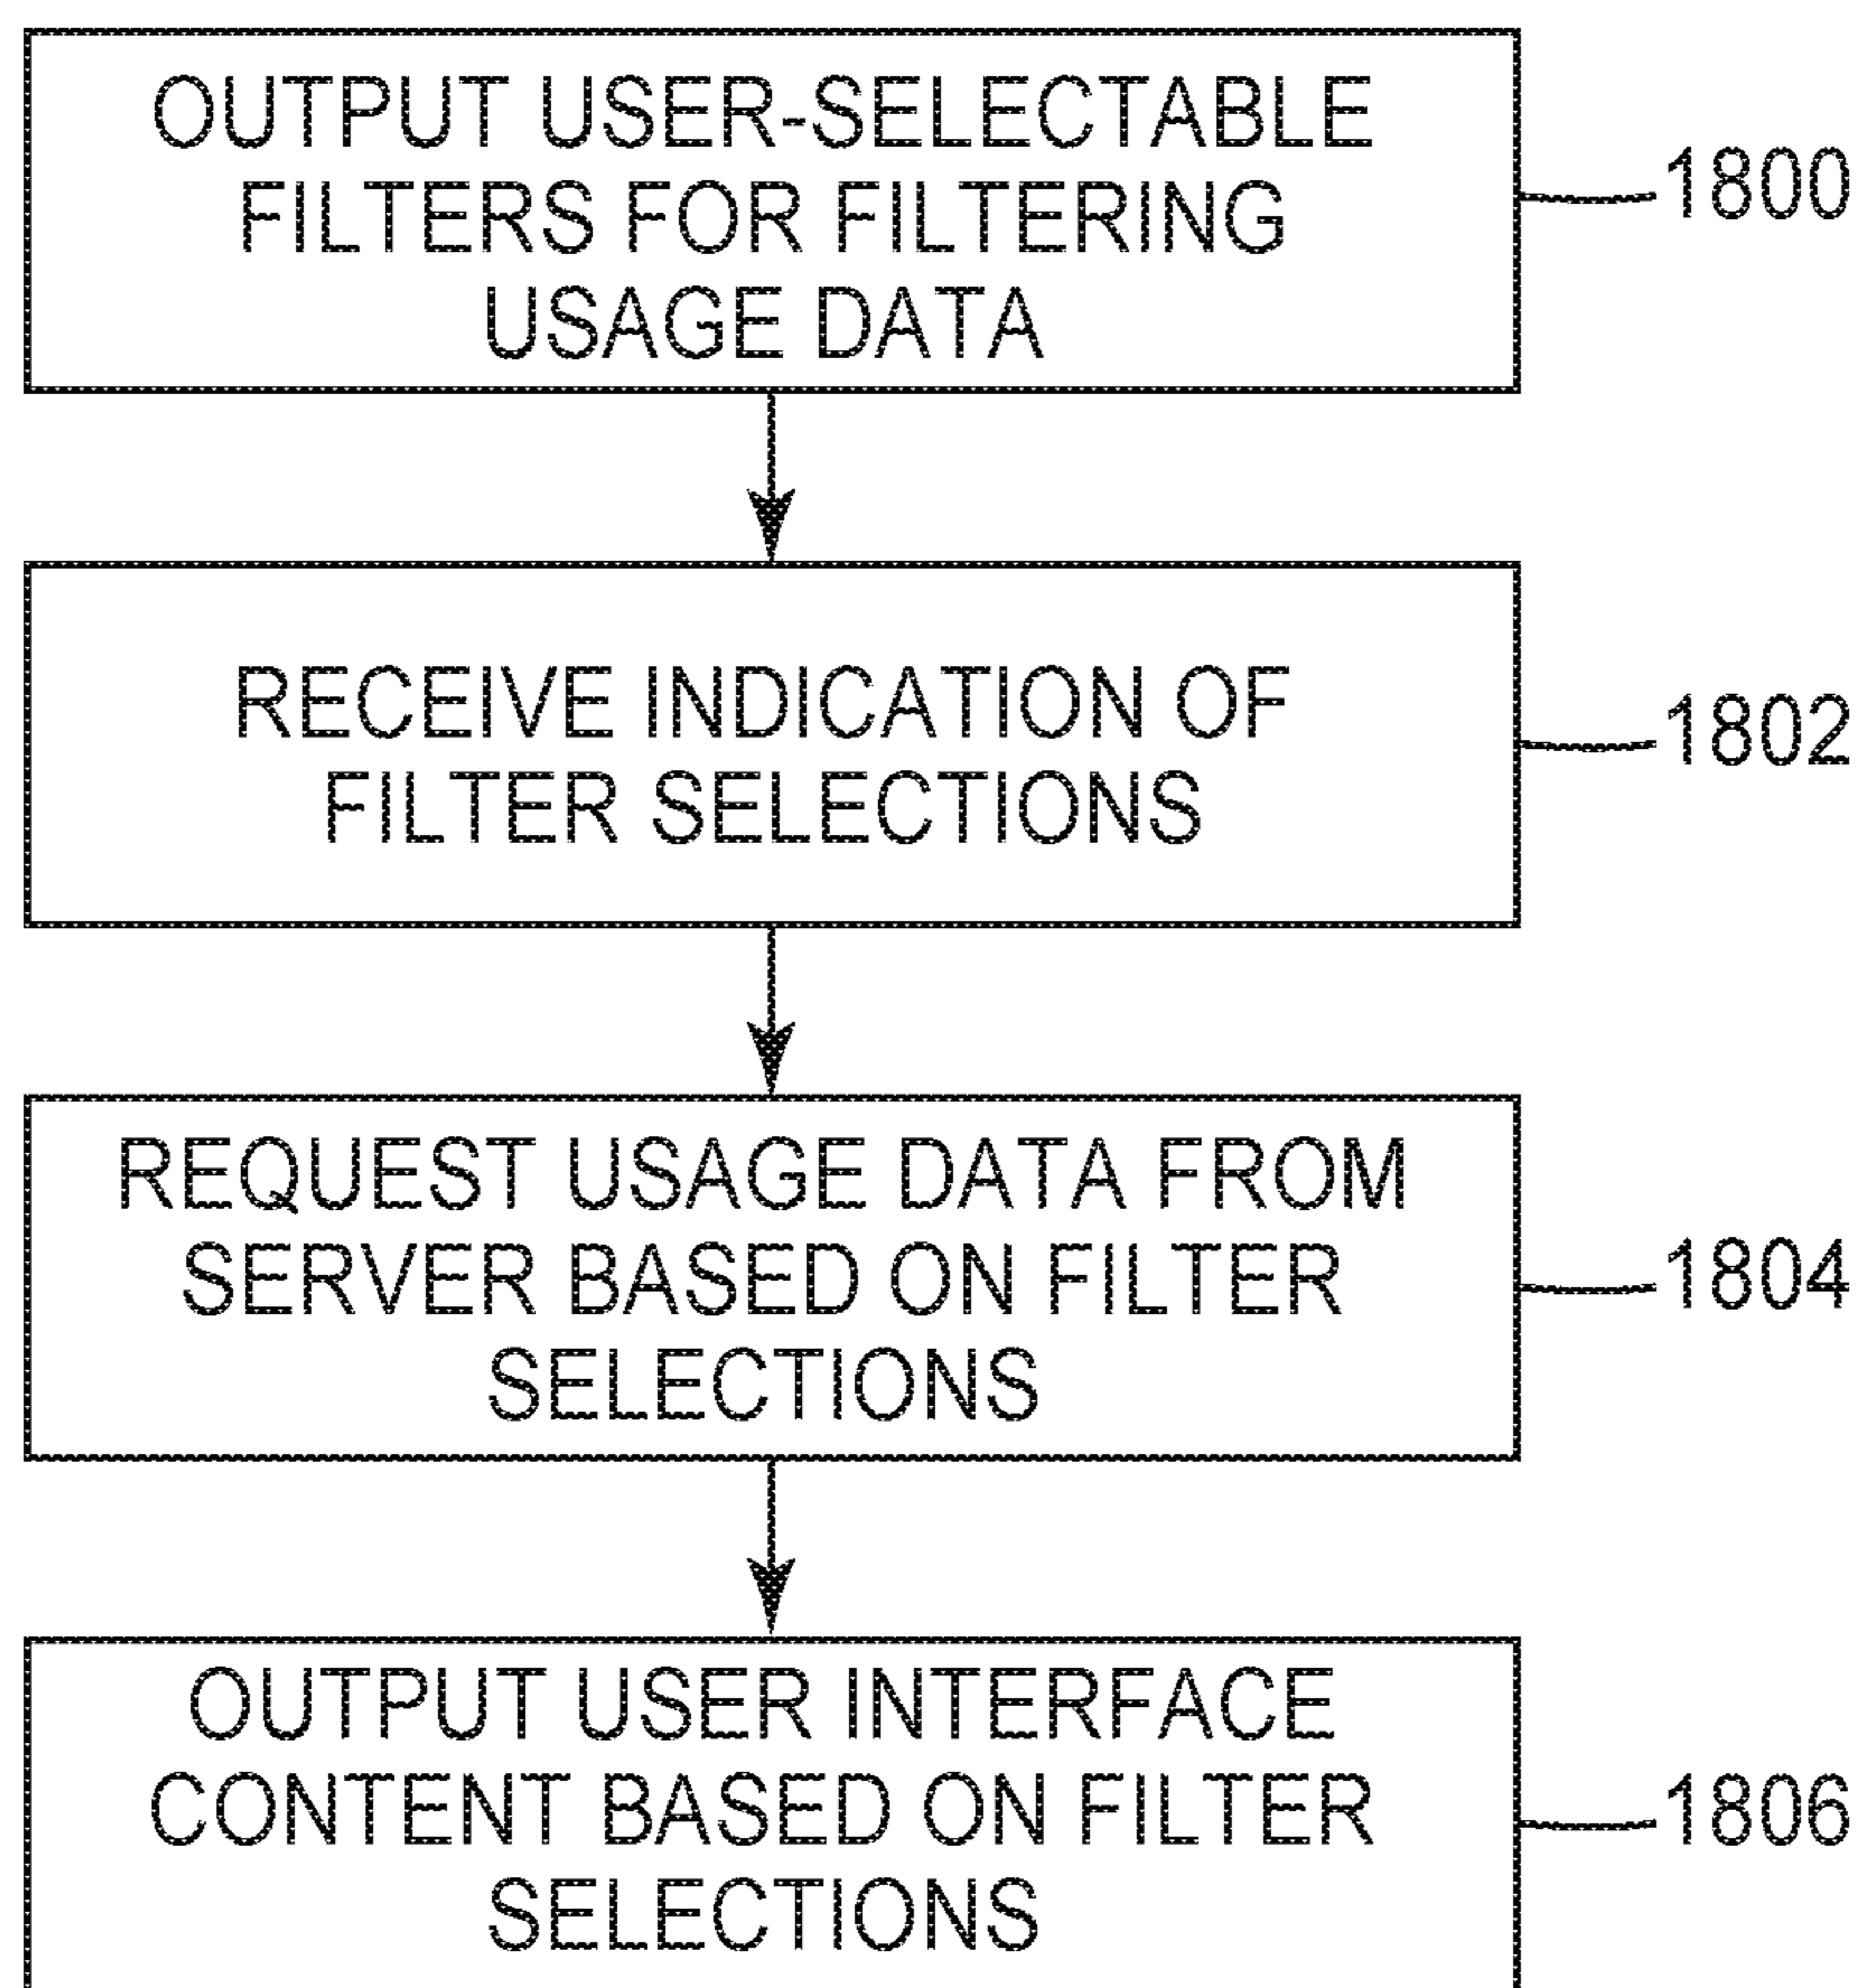 OUTPUT USER-SELECTABLE
FILTERS FOR FILTERING
USAGE DATA
1800
RECEIVE INDICATION OF
FILTER SELECTIONS
1802
REQUEST USAGE DATA FROM
SERVER BASED ON FILTER
SELECTIONS
1804
OUTPUT USER INTERFACE
CONTENT BASED ON FILTER
SELECTIONS
1806